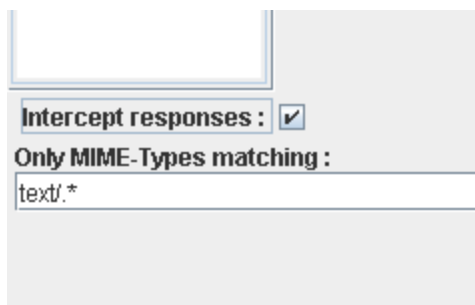 Intercept responses :
Only MIME-Types matching :
text/.*